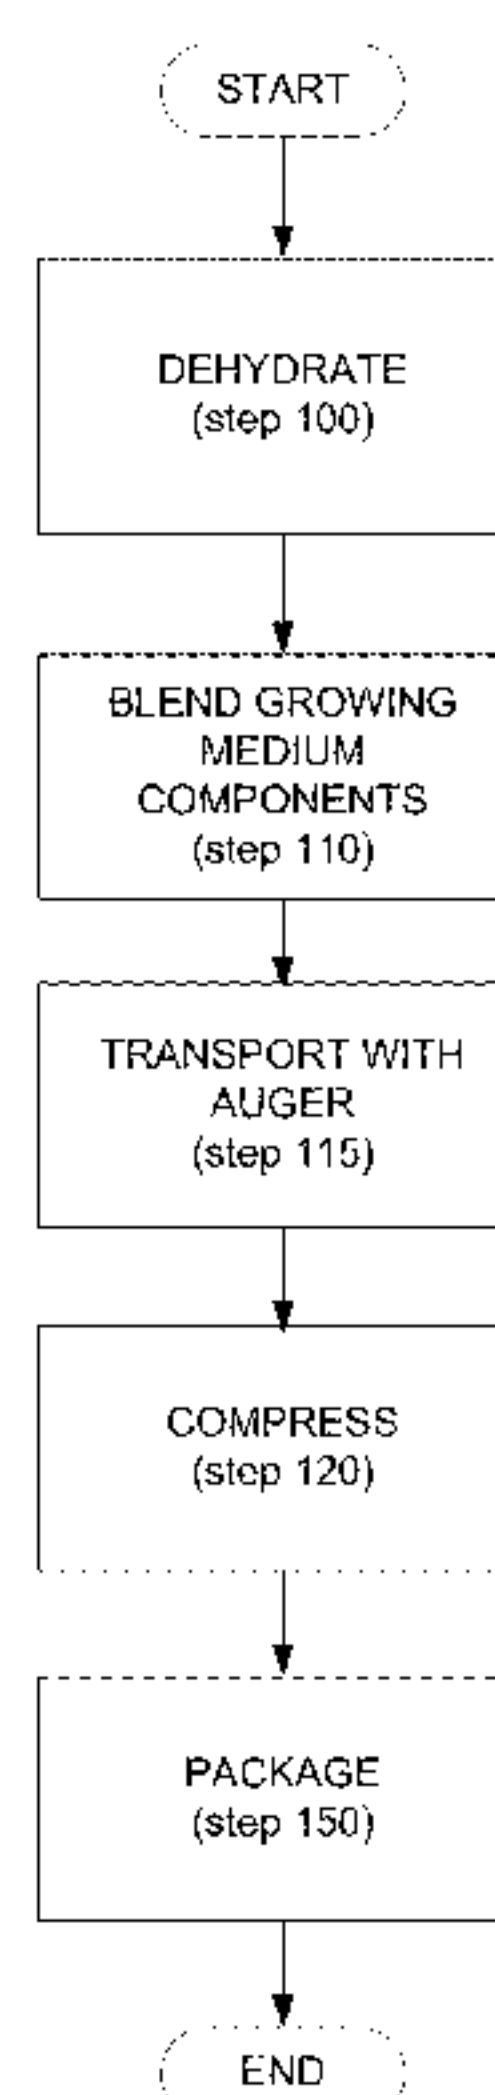 START
DEHYDRATE
(step 100)
BLEND GROWING
MEDIUM
COMPONENTS
(step 110)
TRANSPORT WITH
AUGER
(step 115)
COMPRESS
(step 120)
PACKAGE
(step 150)
END